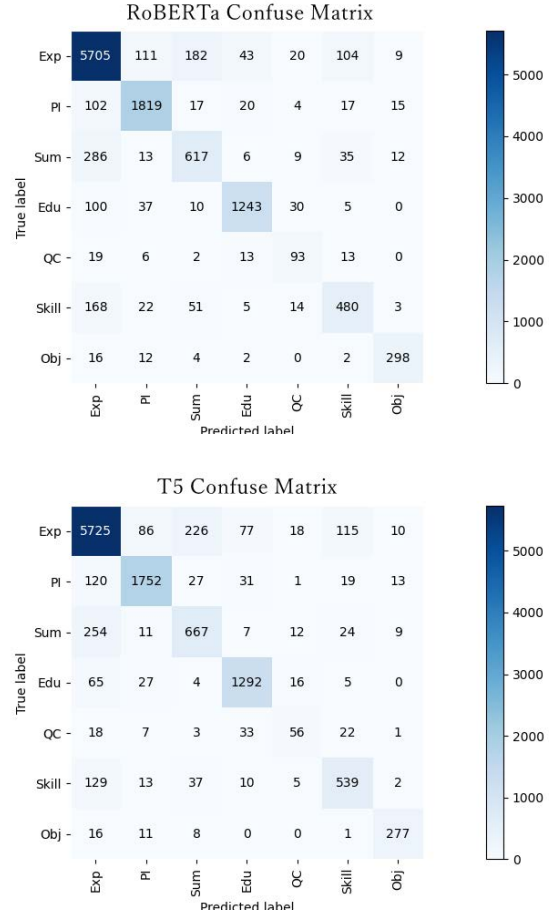 RoBERTa Confuse Matrix
Exp 5705 111 182 43 20 104 9
PI 102 1819 17 20 4 17 15
Sum 286 13 617 6 9 35 12
Edu 100 37 10 1243 30 5 0
QC 19 6 2 13 93 13 0
Skill 168 22 51 5 14 480 3
Obj 16 12 4 2 0 2 298
True label
Exp PI Sum Edu QC Skill Obj
Predicted label
5000
4000
3000
2000
1000
0
T5 Confuse Matrix
Exp 5725 86 226 77 18 115 10
PI 120 1752 27 31 1 19 13
Sum 254 11 667 7 12 24 9
Edu 65 27 4 1292 16 5 0
QC 18 7 3 33 56 22 1
Skill 129 13 37 10 5 539 2
Obj 16 11 8 0 0 1 277
True label
Exp PI Sum Edu QC Skill Obj
Predicted label
5000
4000
3000
2000
1000
0